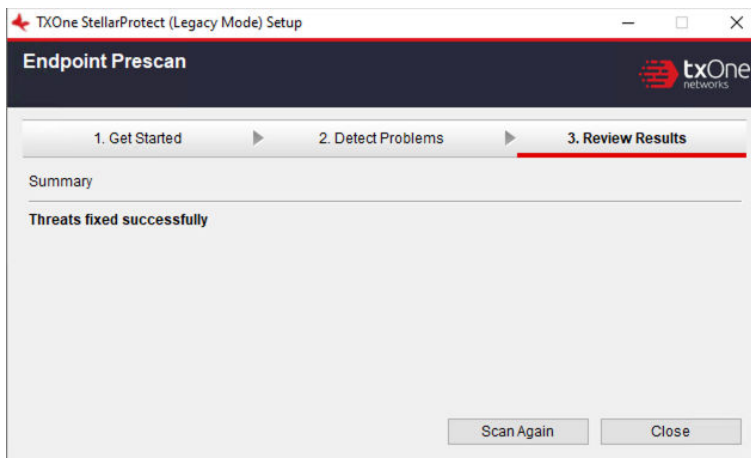 TXOne StellarProtect (Legacy Mode) Setup
Endpoint Prescan
txOne
networks
1. Get Started
2. Detect Problems
3. Review Results
Summary
Threats fixed successfully
Scan Again
Close